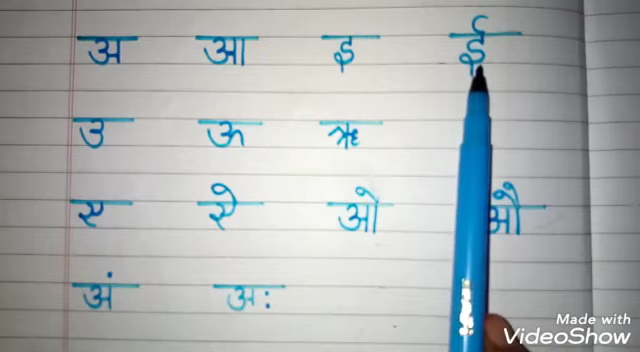 अ आ इ ई
उ ऊ ऋ
ए ऐ ओ औ
अं अः
Made with
VideoShow